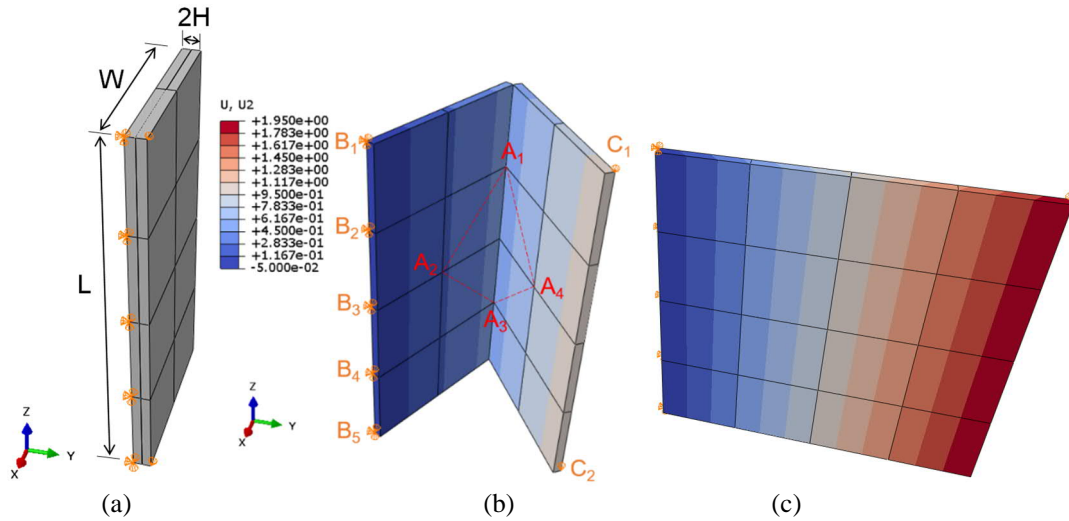 2H
W
L
U, U2
+1.950e+00
+1.783e+00
+1.617e+00
+1.450e+00
+1.283e+00
+1.117e+00
+9.500e-01
+7.833e-01
+6.167e-01
+4.500e-01
+2.833e-01
+1.167e-01
-5.000e-02
Z
Y
X
Z
Y
X
B₁
B₂
B₃
B₄
B₅
A₁
A₂
A₃
A₄
C₁
C₂
(a)
(b)
(c)